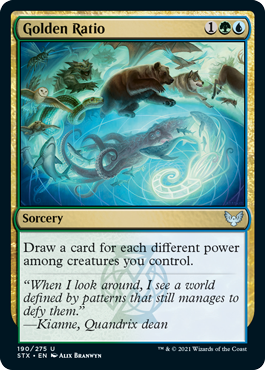 Golden Ratio 1
Sorcery
Draw a card for each different power
among creatures you control.
“When I look around, I see a world
defined by patterns that still manages to
defy them.”
—Kianne, Quandrix dean
190/275 U
STX • EN Alix Branwyn
™ & © 2021 Wizards of the Coast